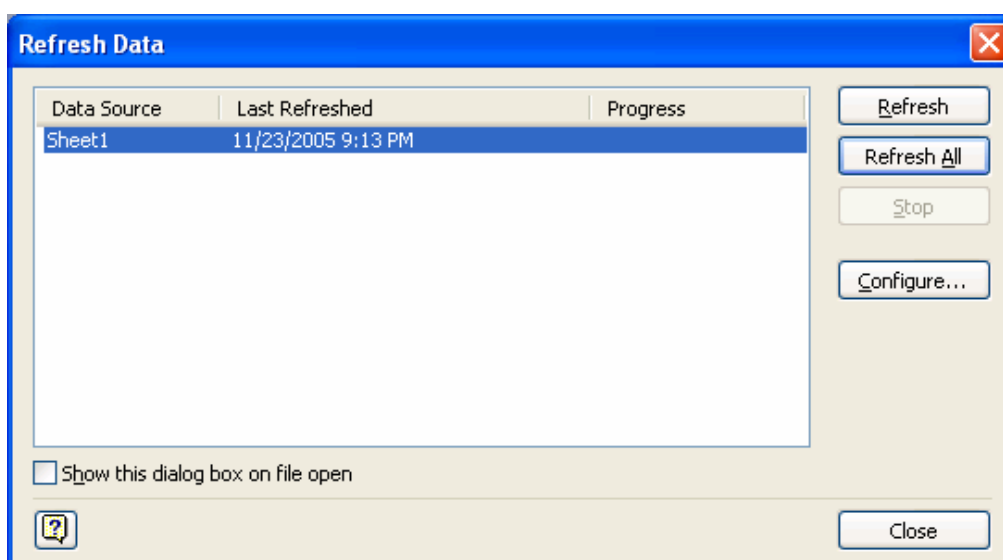 Refresh Data
Data Source Last Refreshed Progress
Sheet1 11/23/2005 9:13 PM
Refresh
Refresh All
Stop
Configure...
Show this dialog box on file open
?
Close